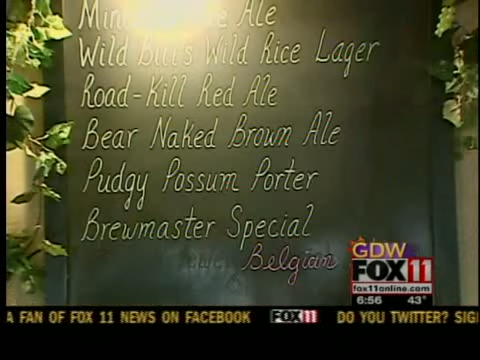 Ale
Wild Bill's Wild Rice Lager
Road-Kill Red Ale
Bear Naked Brown Ale
Pudgy Possum Porter
Brewmaster Special
Belgian
GDW
FOX 11
fox11online.com
6:56 43°
A FAN OF FOX 11 NEWS ON FACEBOOK FOX 11 DO YOU TWITTER? SIG